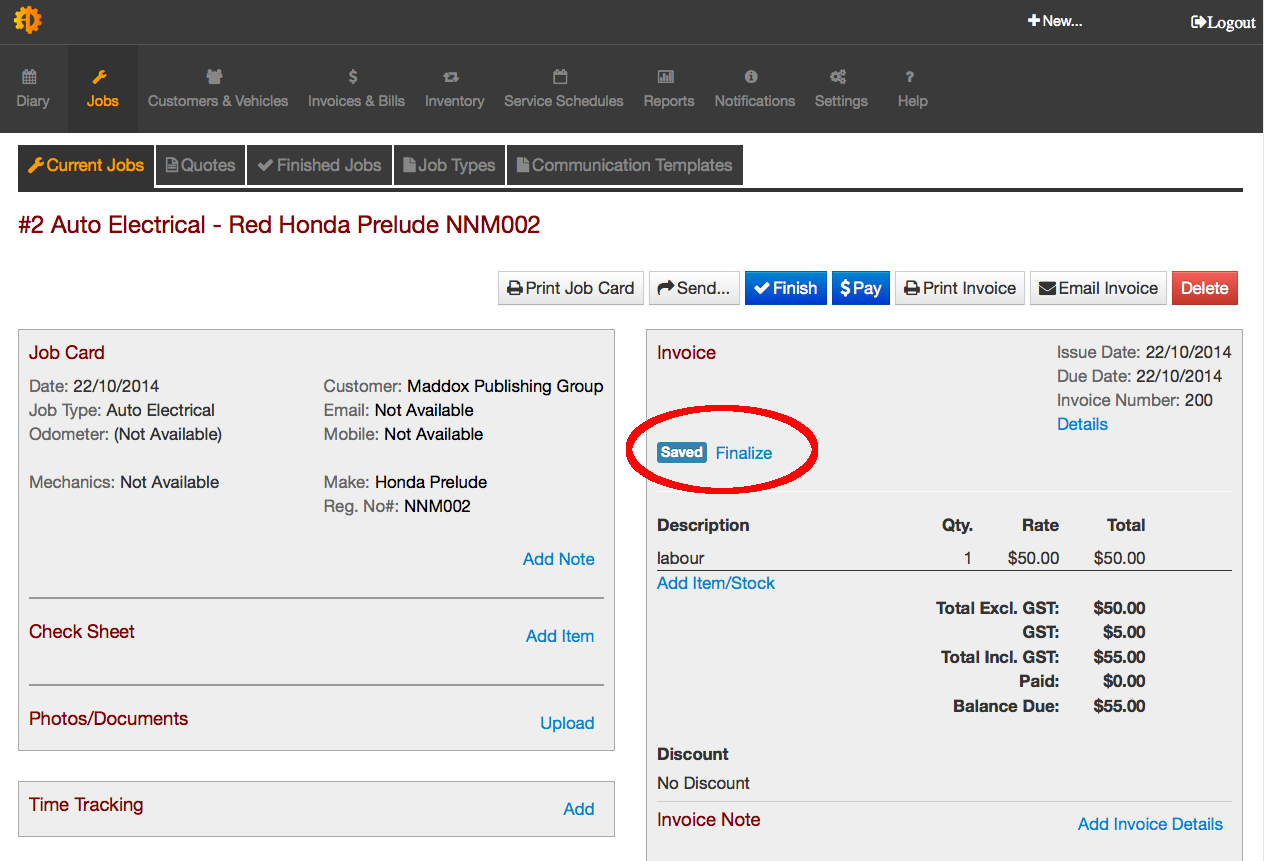 New...
Logout
Diary
Jobs
Customers & Vehicles
Invoices & Bills
Inventory
Service Schedules
Reports
Notifications
Settings
Help
Current Jobs
Quotes
Finished Jobs
Job Types
Communication Templates
#2 Auto Electrical - Red Honda Prelude NNM002
Print Job Card
Send...
Finish
$ Pay
Print Invoice
Email Invoice
Delete
Job Card
Date: 22/10/2014
Job Type: Auto Electrical
Odometer: (Not Available)
Mechanics: Not Available
Customer: Maddox Publishing Group
Email: Not Available
Mobile: Not Available
Make: Honda Prelude
Reg. No#: NNM002
Add Note
Check Sheet
Add Item
Photos/Documents
Upload
Time Tracking
Add
Invoice
Issue Date: 22/10/2014
Due Date: 22/10/2014
Invoice Number: 200
Details
Saved Finalize
Description Qty. Rate Total
labour 1 $50.00 $50.00
Add Item/Stock
Total Excl. GST: $50.00
GST: $5.00
Total Incl. GST: $55.00
Paid: $0.00
Balance Due: $55.00
Discount
No Discount
Invoice Note
Add Invoice Details